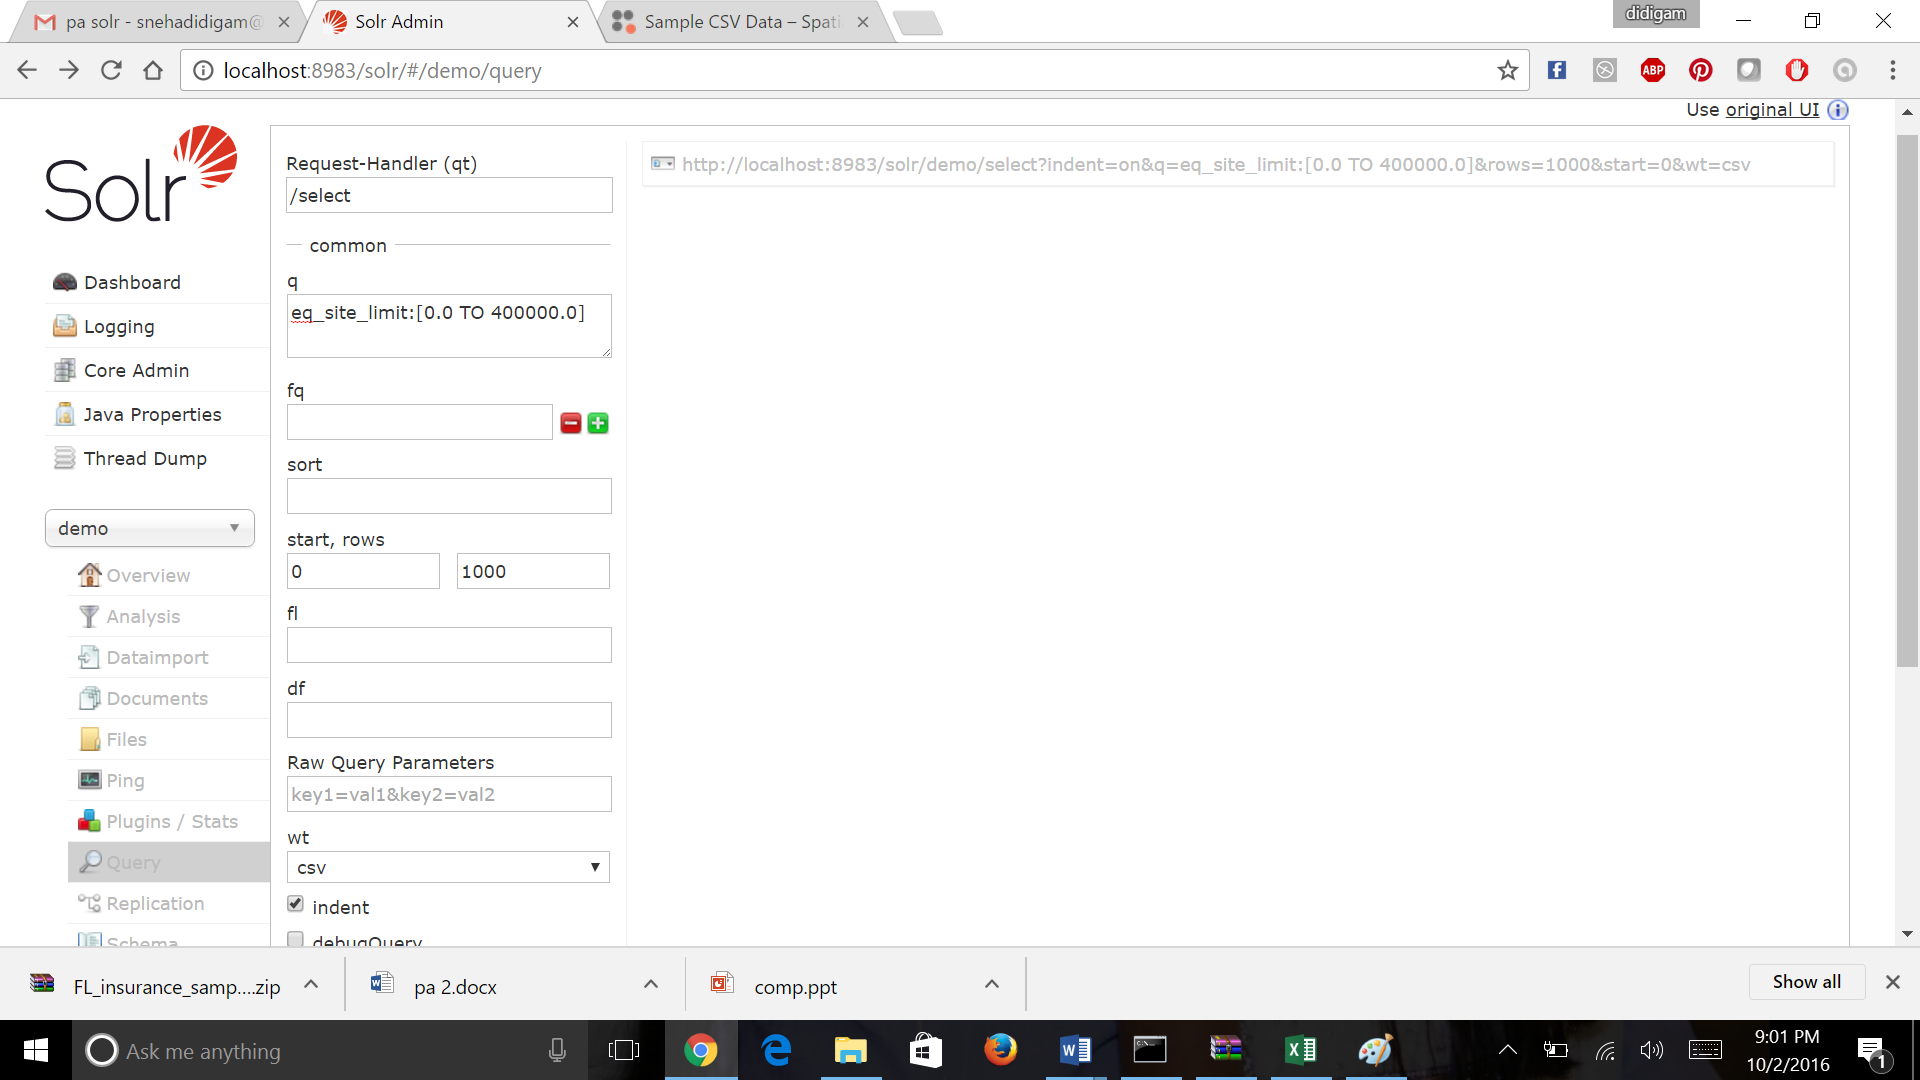 didigam
pa solr - snehadidigam@
Solr Admin
Sample CSV Data – Spati
localhost:8983/solr/#/demo/query
ABP
Use original UI
Solr
Dashboard
Logging
Core Admin
Java Properties
Thread Dump
demo
Overview
Analysis
Dataimport
Documents
Files
Ping
Plugins / Stats
Query
Replication
Schema
Request-Handler (qt)
/select
common
q
eq_site_limit:[0.0 TO 400000.0]
fq
sort
start, rows
0
1000
fl
df
Raw Query Parameters
key1=val1&key2=val2
wt
csv
indent
debugQuery
http://localhost:8983/solr/demo/select?indent=on&q=eq_site_limit:[0.0 TO 400000.0]&rows=1000&start=0&wt=csv
FL_insurance_samp....zip
pa 2.docx
comp.ppt
Show all
Ask me anything
9:01 PM
10/2/2016
1